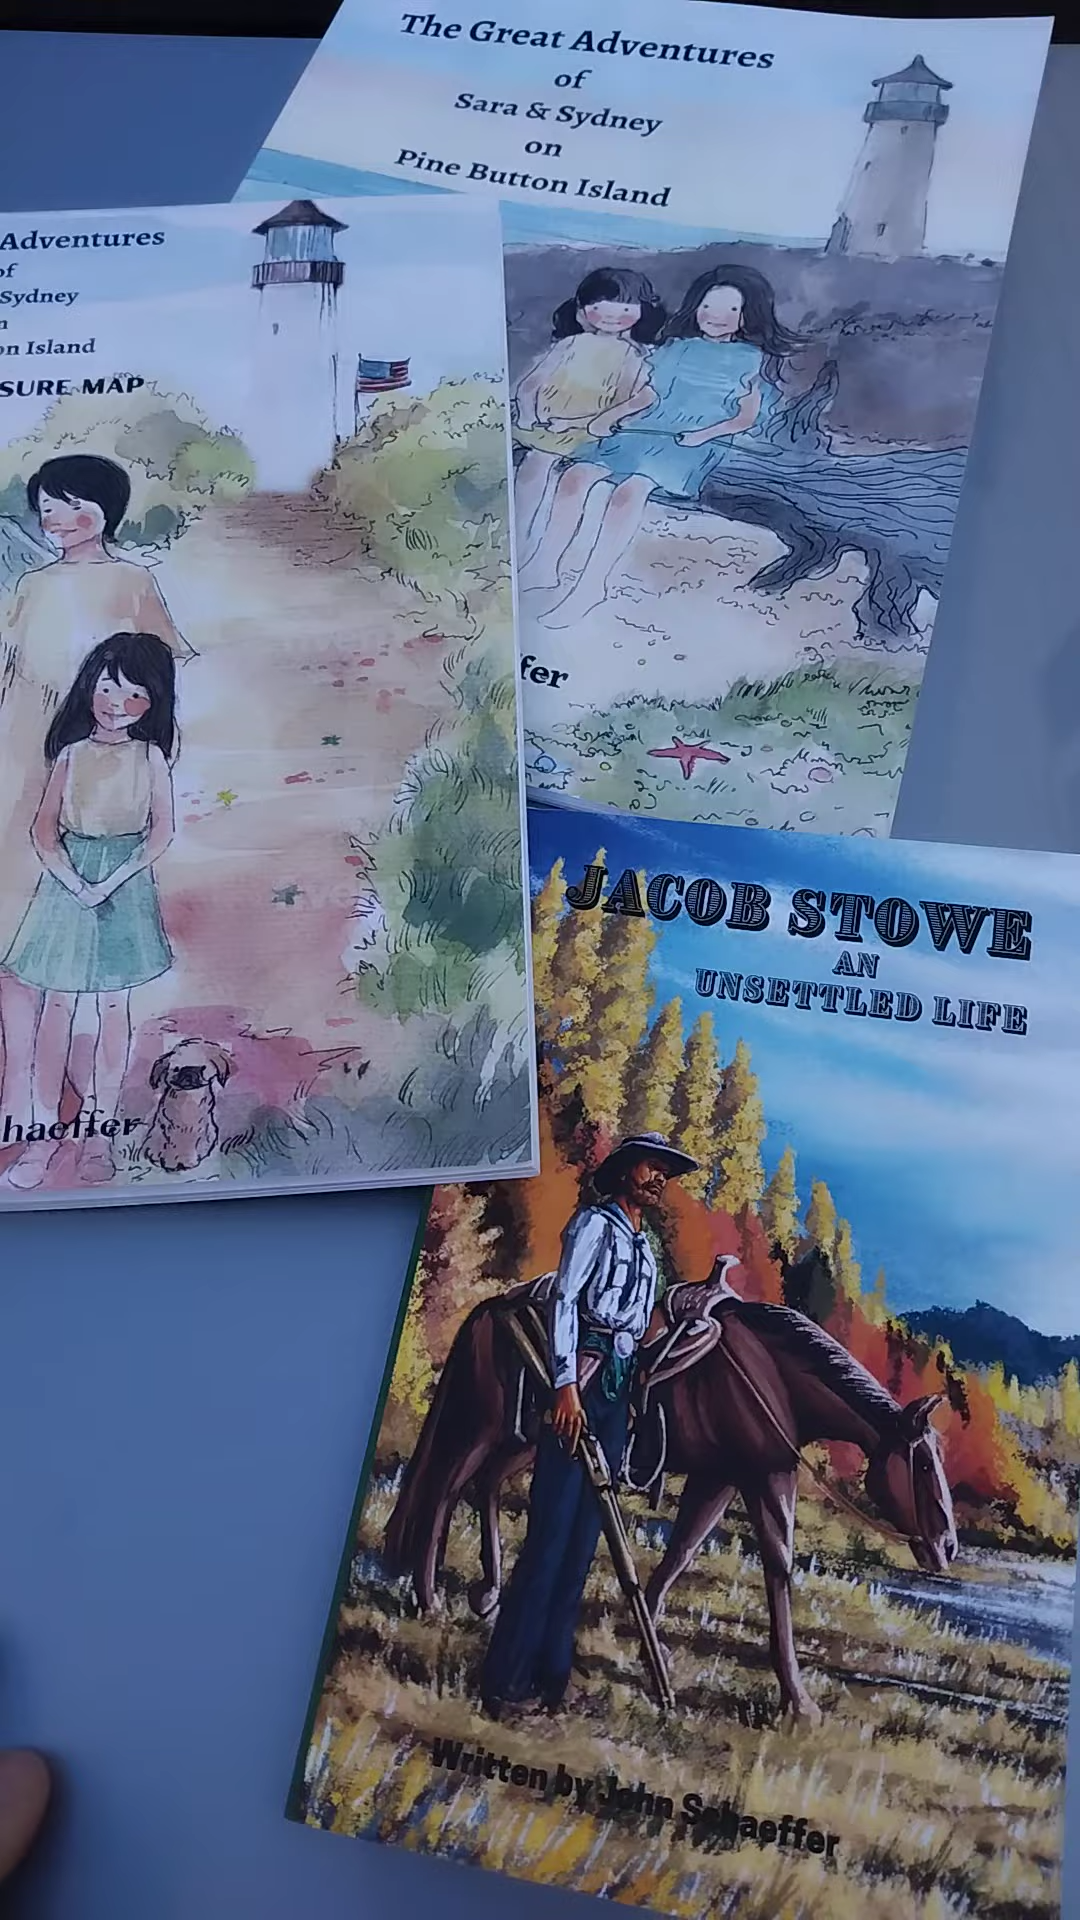 The Great Adventures
of
Sara & Sydney
on
Pine Button Island
ffer
Adventures
of
Sydney
n
on Island
SURE MAP
haeffer
JACOB STOWE
AN
UNSETTLED LIFE
Written by John Schaeffer